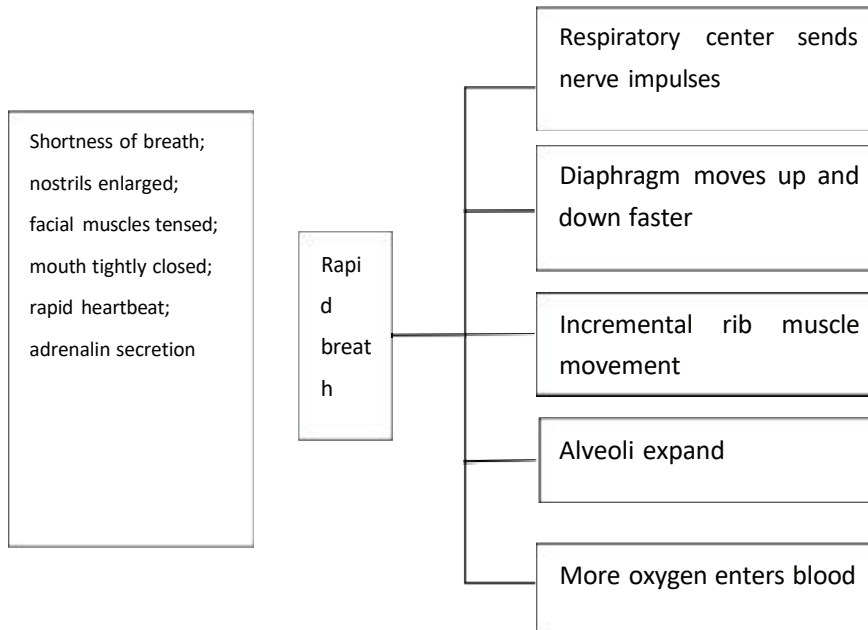 Shortness of breath;
nostrils enlarged;
facial muscles tensed;
mouth tightly closed;
rapid heartbeat;
adrenalin secretion
Rapi
d
breat
h
Respiratory center sends
nerve impulses
Diaphragm moves up and
down faster
Incremental rib muscle
movement
Alveoli expand
More oxygen enters blood